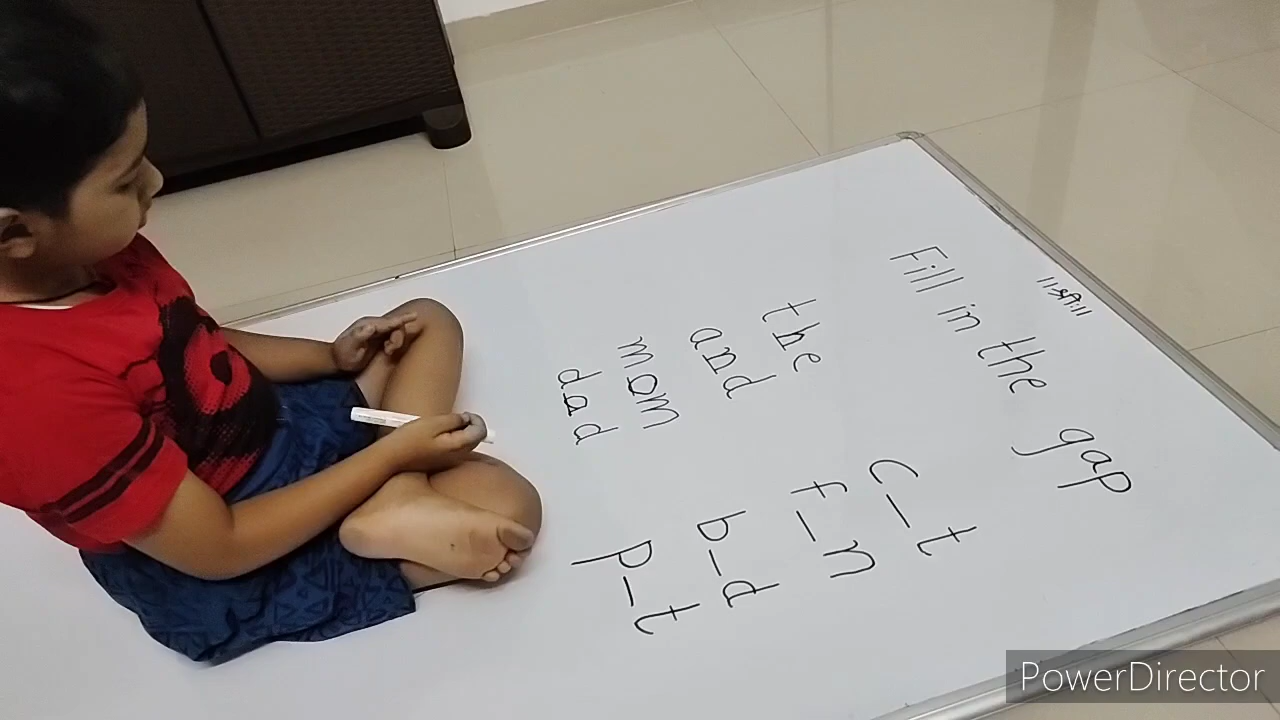 Fill in the gap
the
and
mom
dad
c_t
f_n
b_d
p_t
PowerDirector